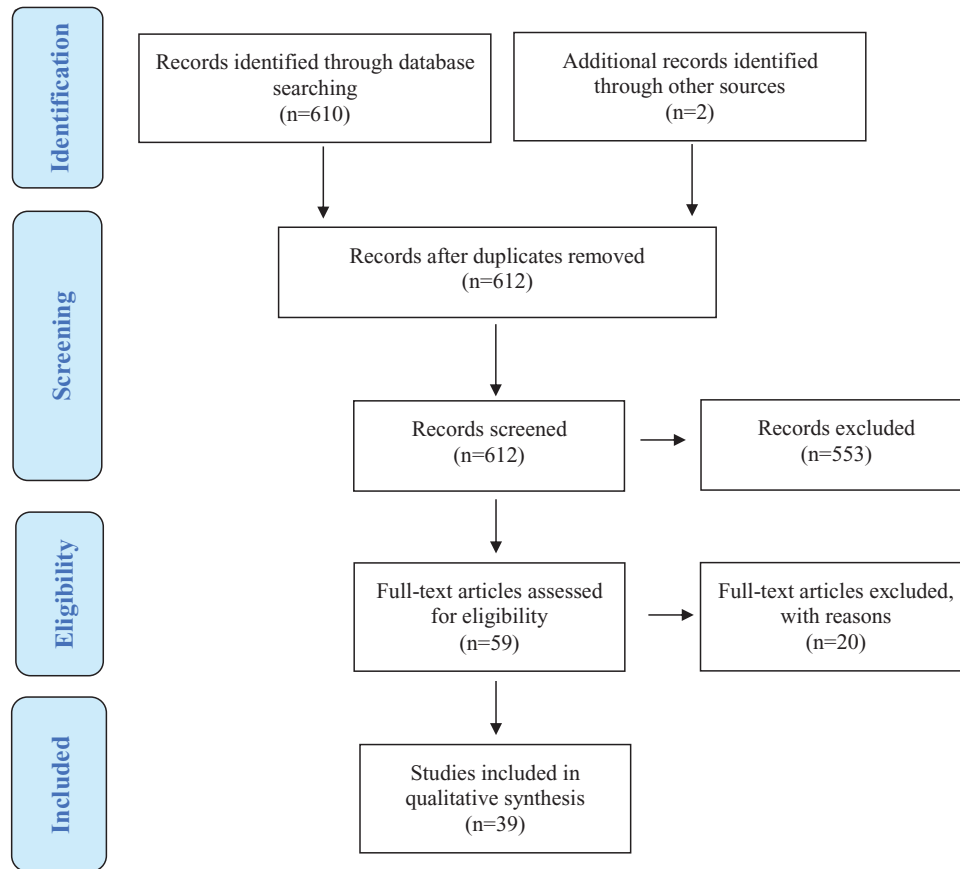 Identification
Records identified through database
searching
(n=610)
Additional records identified
through other sources
(n=2)
Screening
Records after duplicates removed
(n=612)
Records screened
(n=612)
Records excluded
(n=553)
Eligibility
Full-text articles assessed
for eligibility
(n=59)
Full-text articles excluded,
with reasons
(n=20)
Included
Studies included in
qualitative synthesis
(n=39)